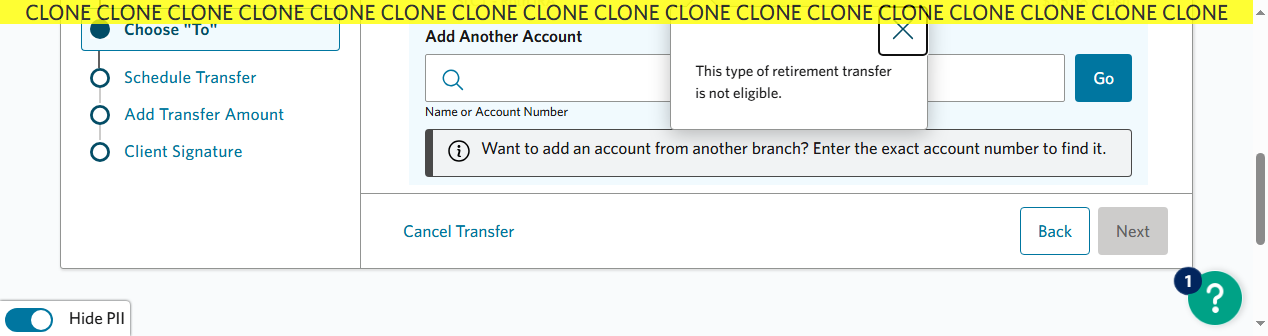 CLONE CLONE CLONE CLONE CLONE CLONE CLONE CLONE CLONE CLONE CLONE CLONE CLONE CLONE CLONE CLONE CLONE
Choose "To"
Schedule Transfer
Add Transfer Amount
Client Signature
Add Another Account
Go
Name or Account Number
This type of retirement transfer
is not eligible.
Want to add an account from another branch? Enter the exact account number to find it.
Cancel Transfer
Back
Next
1
?
Hide PII